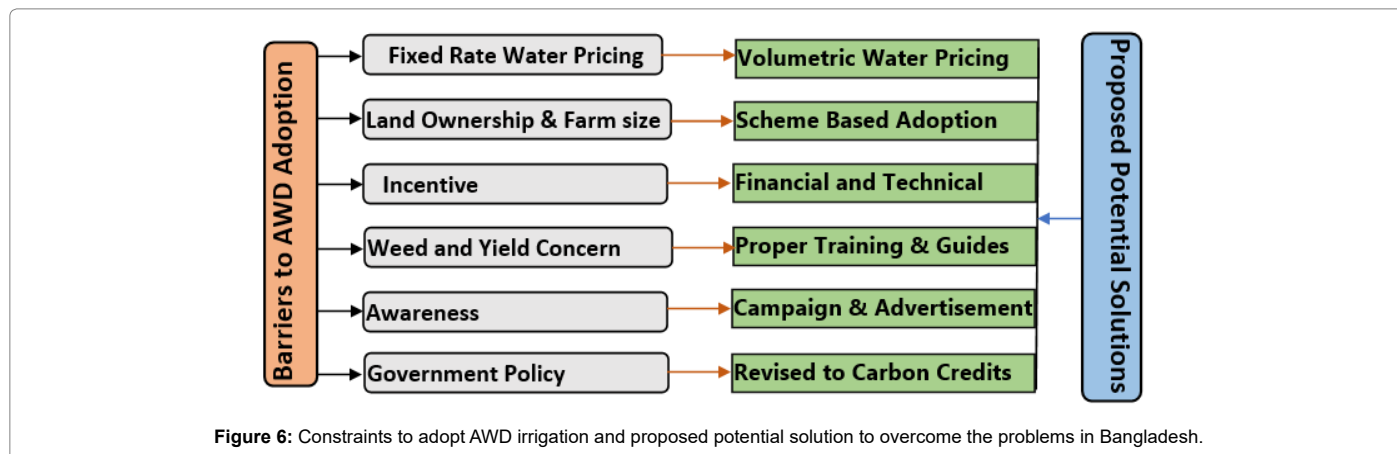 Barriers to AWD Adoption
Fixed Rate Water Pricing
Volumetric Water Pricing
Land Ownership & Farm size
Scheme Based Adoption
Incentive
Financial and Technical
Weed and Yield Concern
Proper Training & Guides
Awareness
Campaign & Advertisement
Government Policy
Revised to Carbon Credits
Proposed Potential Solutions
Figure 6: Constraints to adopt AWD irrigation and proposed potential solution to overcome the problems in Bangladesh.